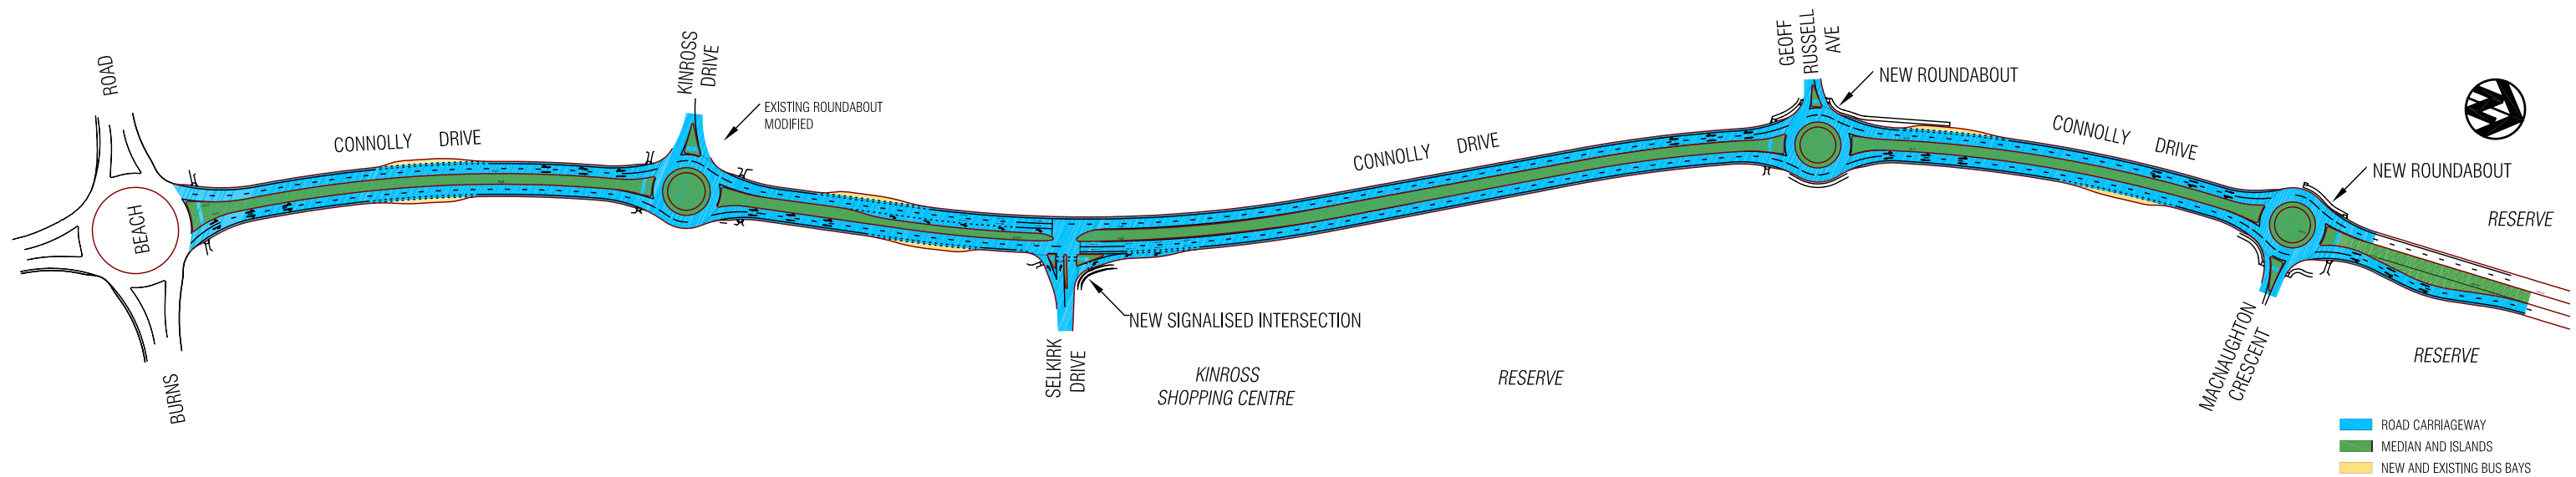 ROAD
BEACH
BURNS
CONNOLLY DRIVE
KINROSS
DRIVE
EXISTING ROUNDABOUT
MODIFIED
SELKIRK
DRIVE
NEW SIGNALISED INTERSECTION
KINROSS
SHOPPING CENTRE
RESERVE
CONNOLLY DRIVE
GEOFF
RUSSELL
AVE
NEW ROUNDABOUT
CONNOLLY DRIVE
NEW ROUNDABOUT
RESERVE
MACNAUGHTON
CRESCENT
RESERVE
ROAD CARRIAGEWAY
MEDIAN AND ISLANDS
NEW AND EXISTING BUS BAYS